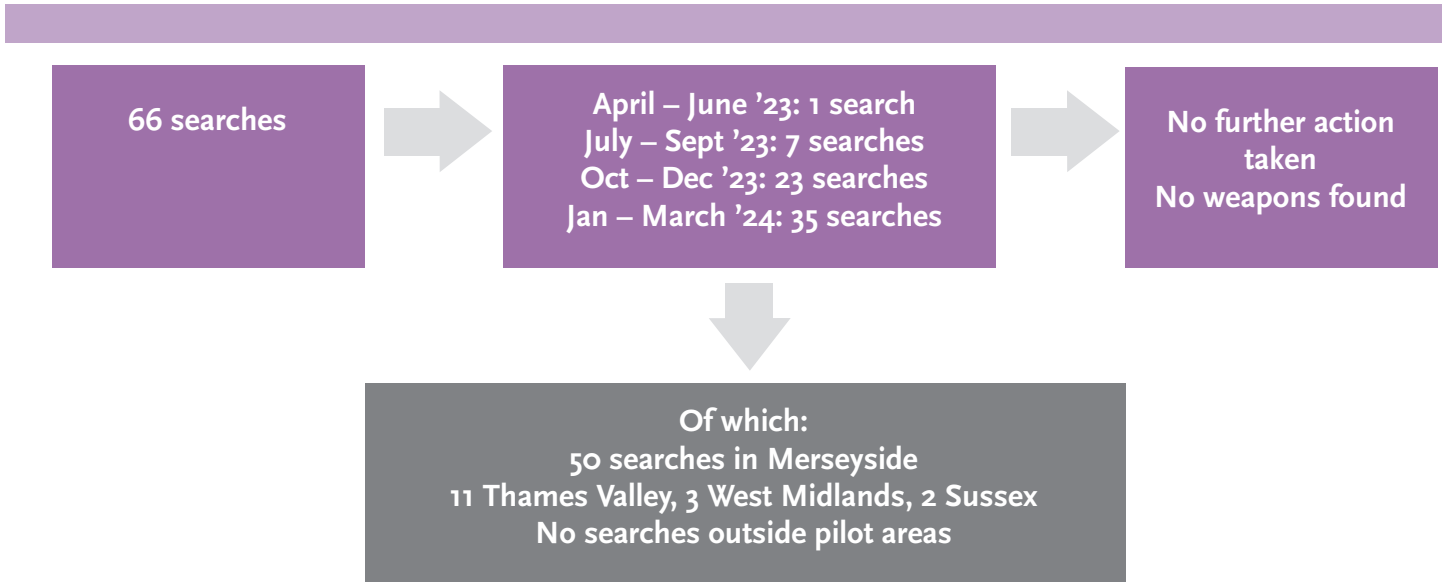 66 searches
April – June ’23: 1 search
July – Sept ’23: 7 searches
Oct – Dec ’23: 23 searches
Jan – March ’24: 35 searches
No further action
taken
No weapons found
Of which:
50 searches in Merseyside
11 Thames Valley, 3 West Midlands, 2 Sussex
No searches outside pilot areas